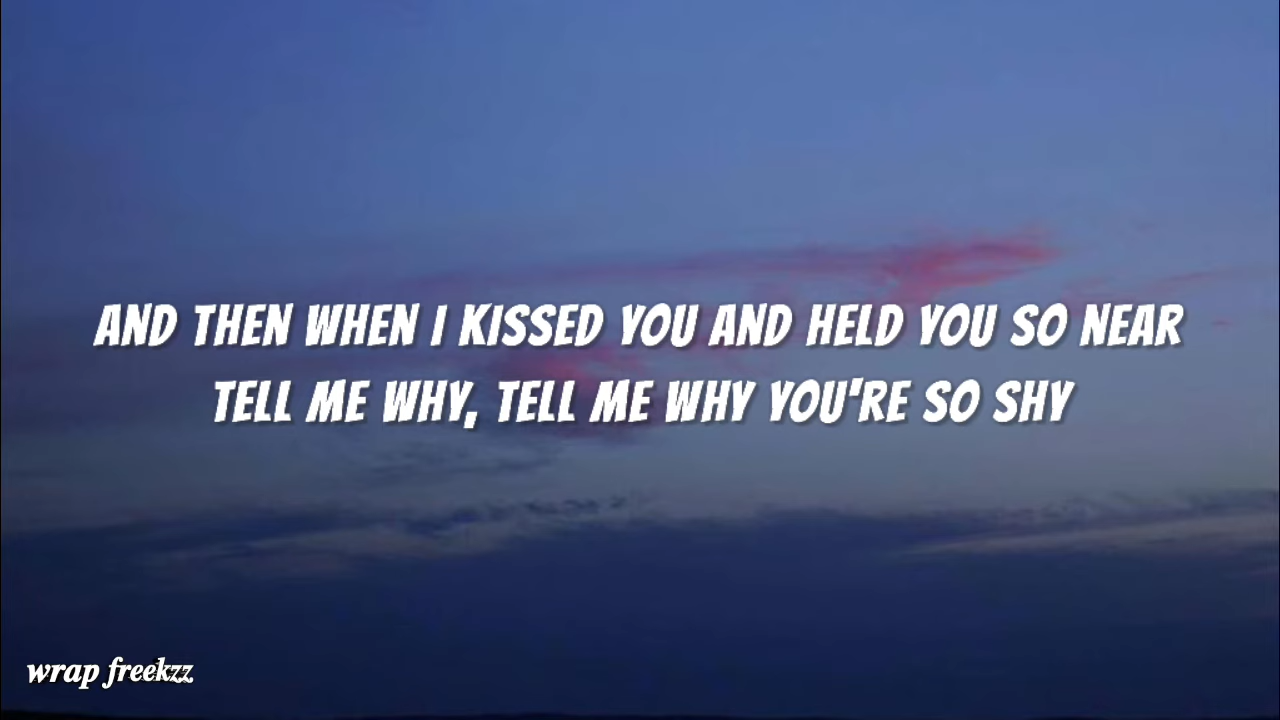 AND THEN WHEN I KISSED YOU AND HELD YOU SO NEAR
TELL ME WHY, TELL ME WHY YOU'RE SO SHY
wrap freekzz